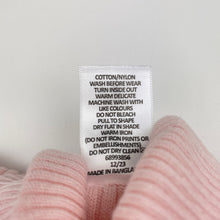 COTTON/NYLON
WASH BEFORE WEAR
TURN INSIDE OUT
WARM DELICATE
MACHINE WASH WITH
LIKE COLOURS
DO NOT BLEACH
PULL TO SHAPE
DRY FLAT IN SHADE
WARM IRON
(DO NOT IRON PRINTS OR
EMBELLISHMENTS)
DO NOT DRY CLEAN
68993856
12/23
MADE IN BANGLA